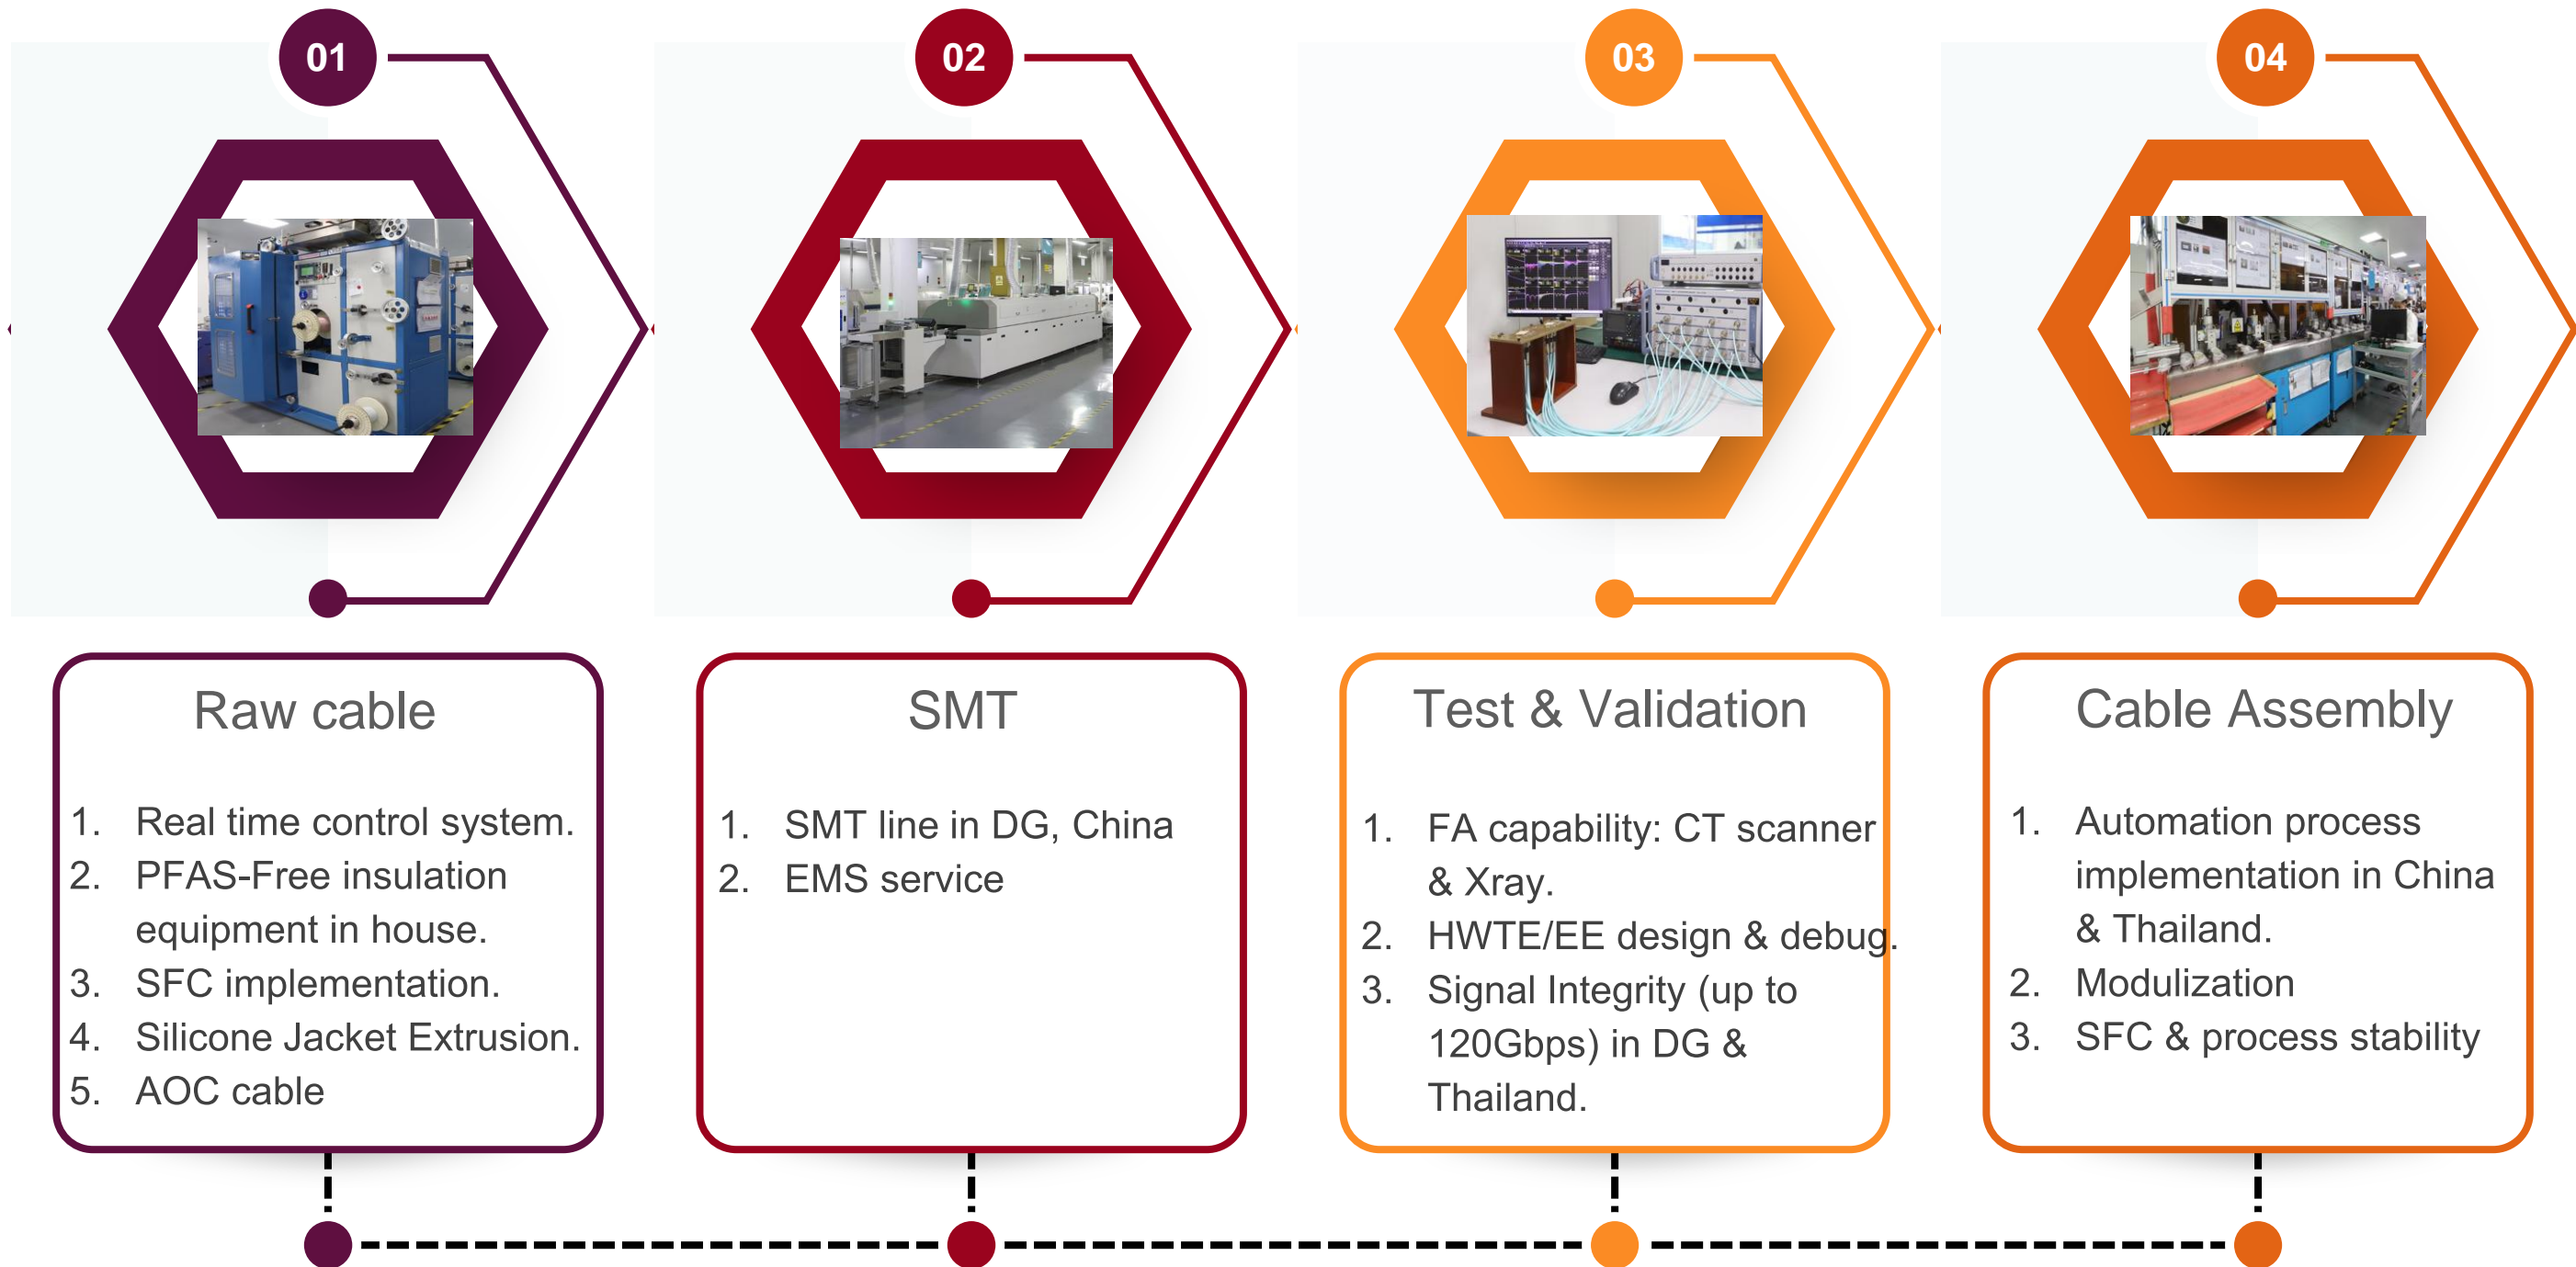 01
02
03
04
Raw cable
1. Real time control system.
2. PFAS-Free insulation
equipment in house.
3. SFC implementation.
4. Silicone Jacket Extrusion.
5. AOC cable
SMT
1. SMT line in DG, China
2. EMS service
Test & Validation
1. FA capability: CT scanner
& Xray.
2. HWTE/EE design & debug.
3. Signal Integrity (up to
120Gbps) in DG &
Thailand.
Cable Assembly
1. Automation process
implementation in China
& Thailand.
2. Modulization
3. SFC & process stability